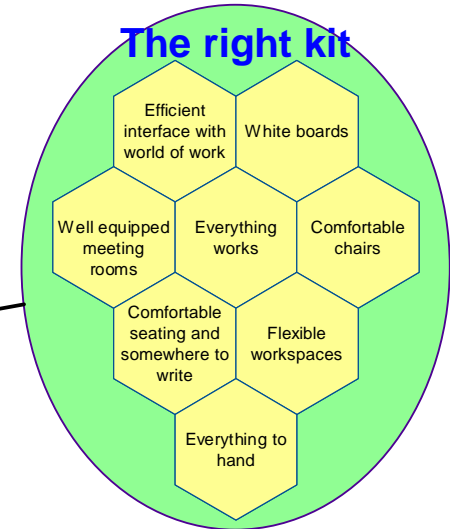 The right kit
Efficient
interface with
world of work
White boards
Well equipped
meeting
rooms
Everything
works
Comfortable
chairs
Comfortable
seating and
somewhere to
write
Flexible
workspaces
Everything to
hand